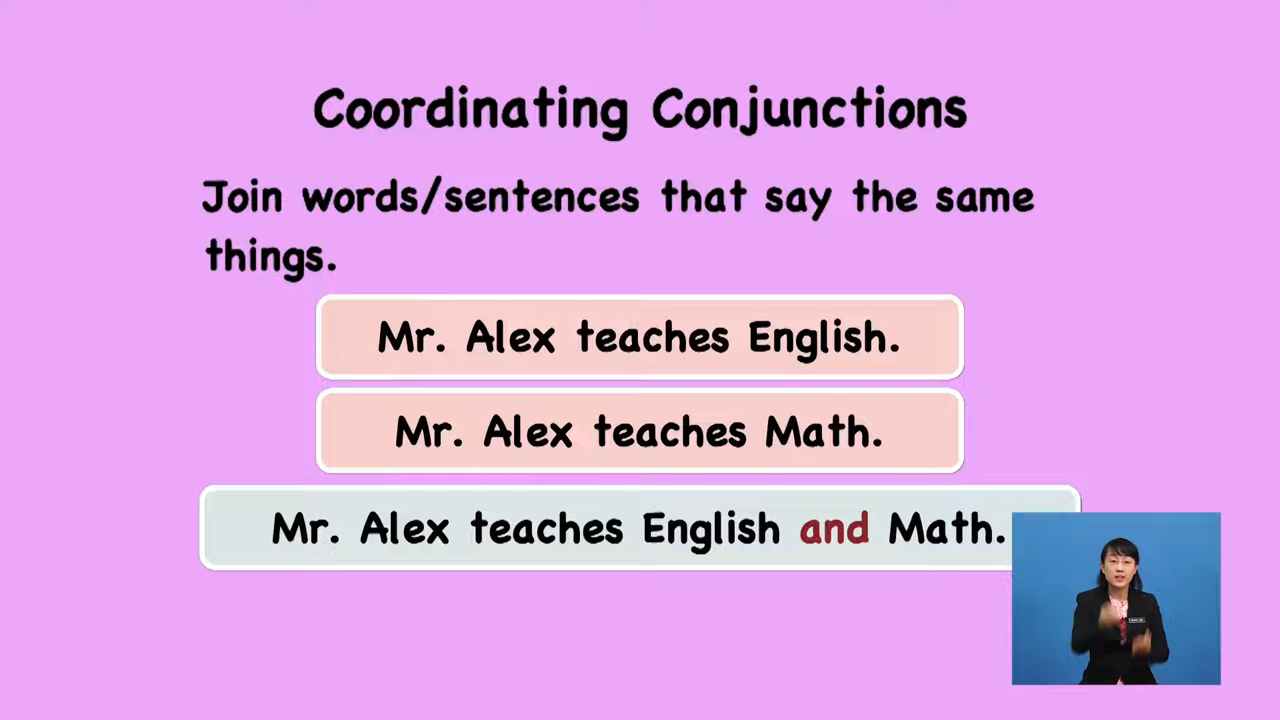 Coordinating Conjunctions
Join words/sentences that say the same
things.
Mr. Alex teaches English.
Mr. Alex teaches Math.
Mr. Alex teaches English and Math.